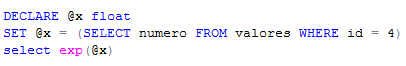 DECLARE @x float
SET @x = (SELECT numero FROM valores WHERE id = 4)
select exp(@x)